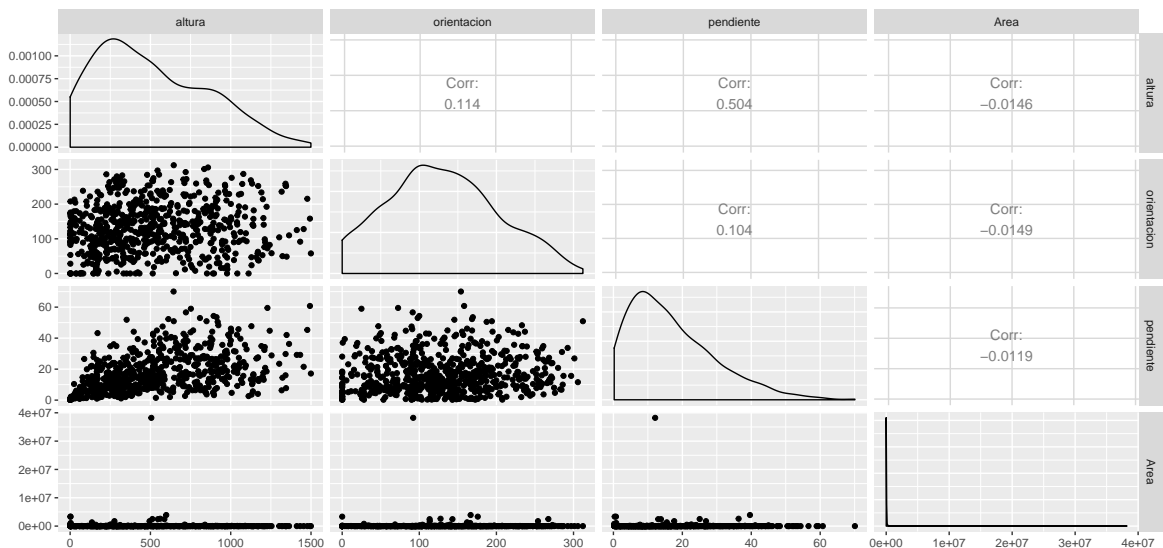 altura orientacion pendiente Area
0.00100
0.00075
0.00050
0.00025
0.00000
Corr:
0.114
Corr:
0.504
Corr:
−0.0146
altura
300
200
100
0
Corr:
0.104
Corr:
−0.0149
orientacion
60
40
20
0
Corr:
−0.0119
pendiente
4e+07
3e+07
2e+07
1e+07
0e+00
Area
0 500 1000 1500 0 100 200 300 0 20 40 60 0e+00 1e+07 2e+07 3e+07 4e+07